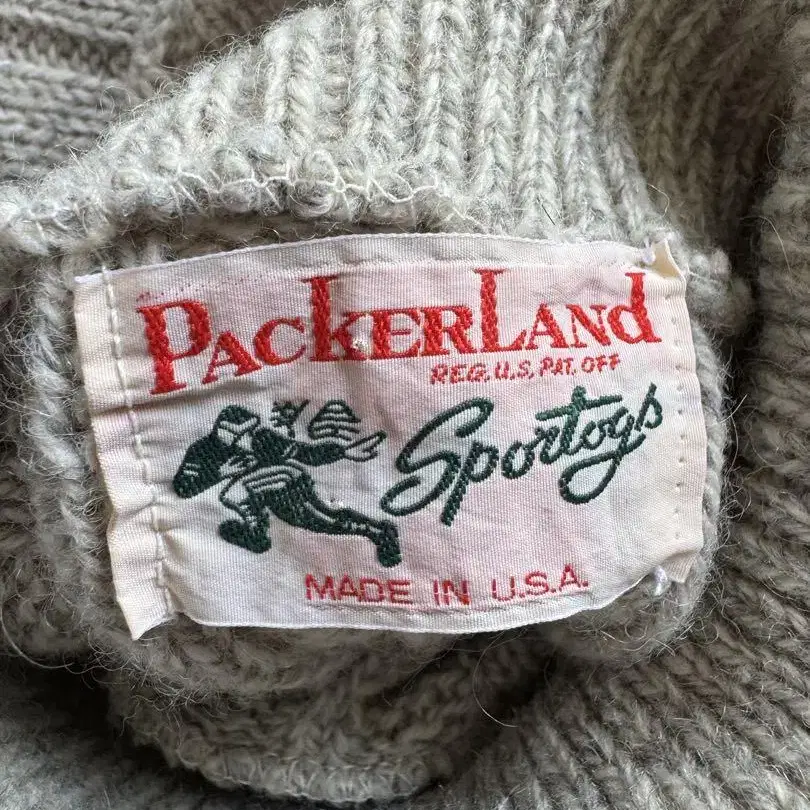 PackerLand
REG. U.S. PAT. OFF
Sportogs
MADE IN U.S.A.